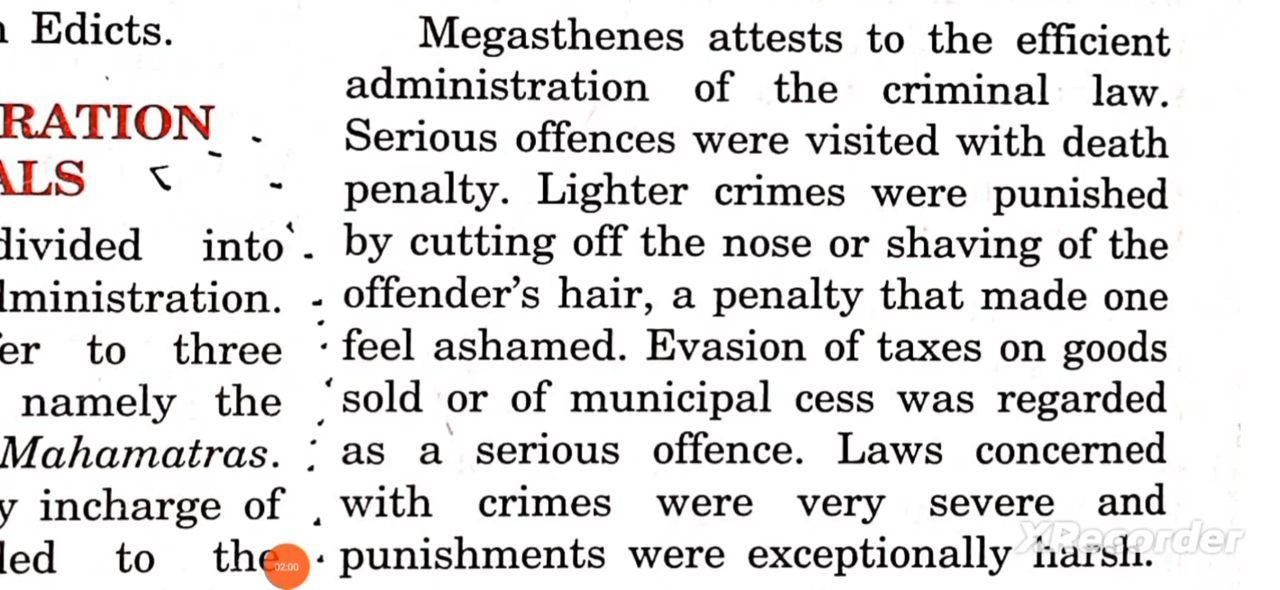 Edicts.
RATION
ALS
divided into
ministration.
er to three
namely the
Mahamatras.
y incharge of
led to the
Megasthenes attests to the efficient
administration of the criminal law.
Serious offences were visited with death
penalty. Lighter crimes were punished
by cutting off the nose or shaving of the
offender's hair, a penalty that made one
feel ashamed. Evasion of taxes on goods
sold or of municipal cess was regarded
as a serious offence. Laws concerned
with crimes were very severe and
punishments were exceptionally harsh.
02:00
XRecorder